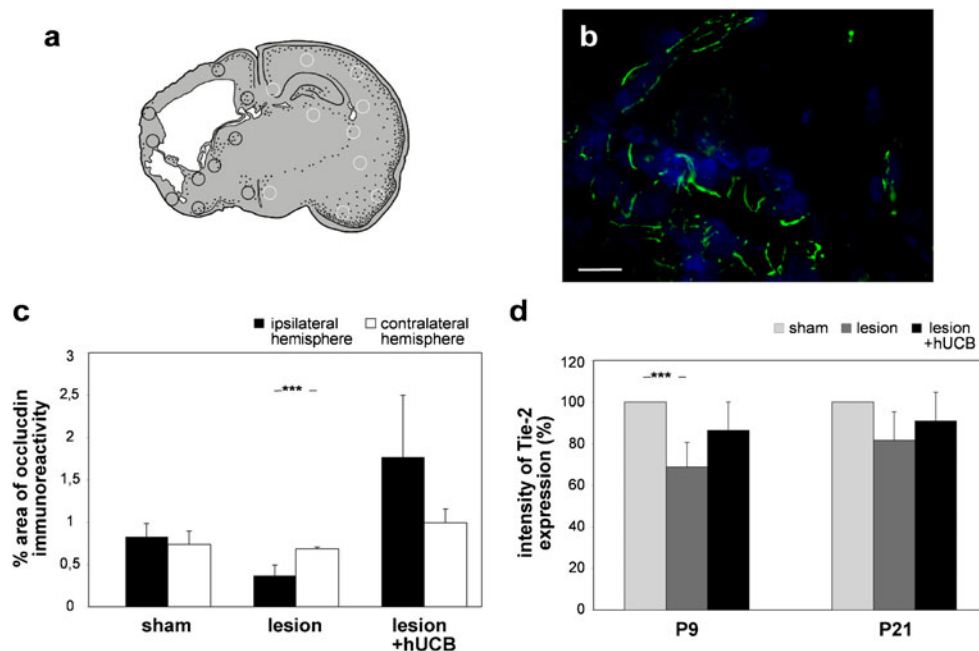 a
b
c
ipsilateral
hemisphere
contralateral
hemisphere
% area of occlucdin
immunoreactivity
3
2,5
2
1,5
1
0,5
0
***
sham
lesion
lesion
+hUCB
d
sham
lesion
lesion
+hUCB
intensity of Tie-2
expression (%)
120
100
80
60
40
20
0
***
P9
P21